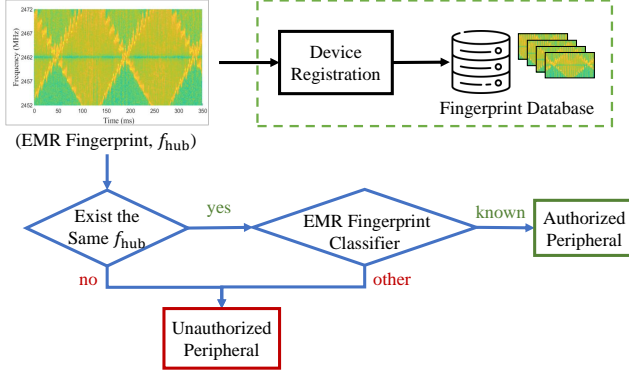 2472
2467
2462
2457
2452
Frequency (MHz)
0
50
100
150
200
250
300
350
Time (ms)
(EMR Fingerprint, f_hub)
Device
Registration
Fingerprint Database
Exist the
Same f_hub
yes
EMR Fingerprint
Classifier
known
Authorized
Peripheral
no
other
Unauthorized
Peripheral